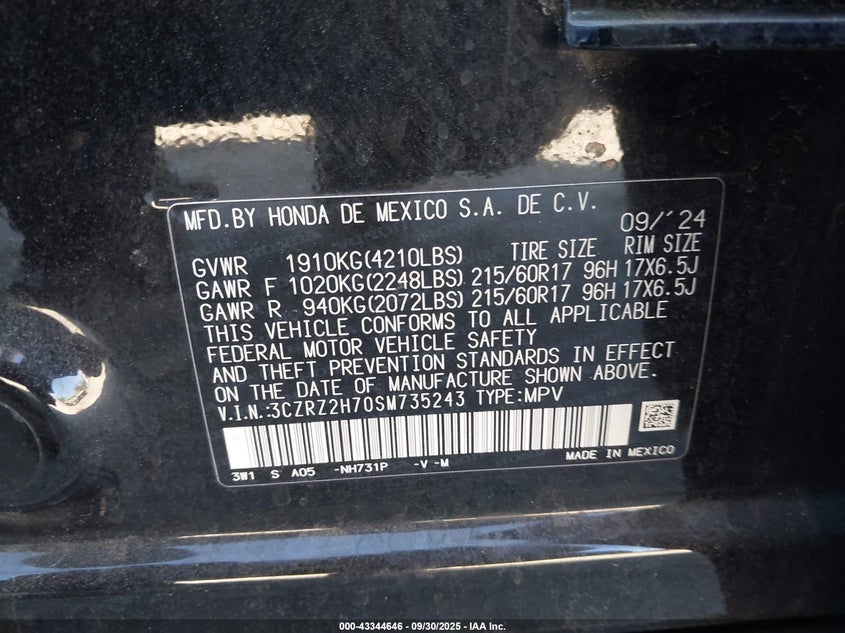 MFD.BY HONDA DE MEXICO S.A. DE C.V. 09/'24
GVWR 1910KG(4210LBS) TIRE SIZE RIM SIZE
GAWR F 1020KG(2248LBS) 215/60R17 96H 17X6.5J
GAWR R 940KG(2072LBS) 215/60R17 96H 17X6.5J
THIS VEHICLE CONFORMS TO ALL APPLICABLE
FEDERAL MOTOR VEHICLE SAFETY
AND THEFT PREVENTION STANDARDS IN EFFECT
ON THE DATE OF MANUFACTURE SHOWN ABOVE.
V.I.N.:3CZRZ2H70SM735243 TYPE:MPV
3W1 S A05 -NH731P -V -M MADE IN MEXICO
000-43344646 - 09/30/2025 - IAA Inc.